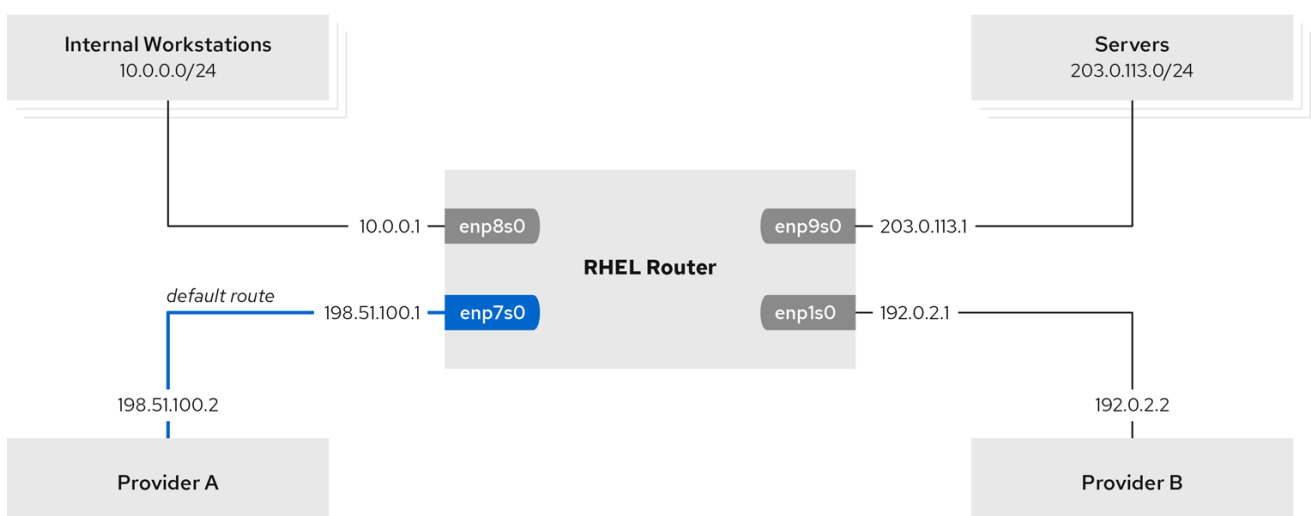 Internal Workstations
10.0.0.0/24
Servers
203.0.113.0/24
10.0.0.1
enp8s0
enp9s0
203.0.113.1
RHEL Router
default route
198.51.100.1
enp7s0
enp1s0
192.0.2.1
198.51.100.2
192.0.2.2
Provider A
Provider B